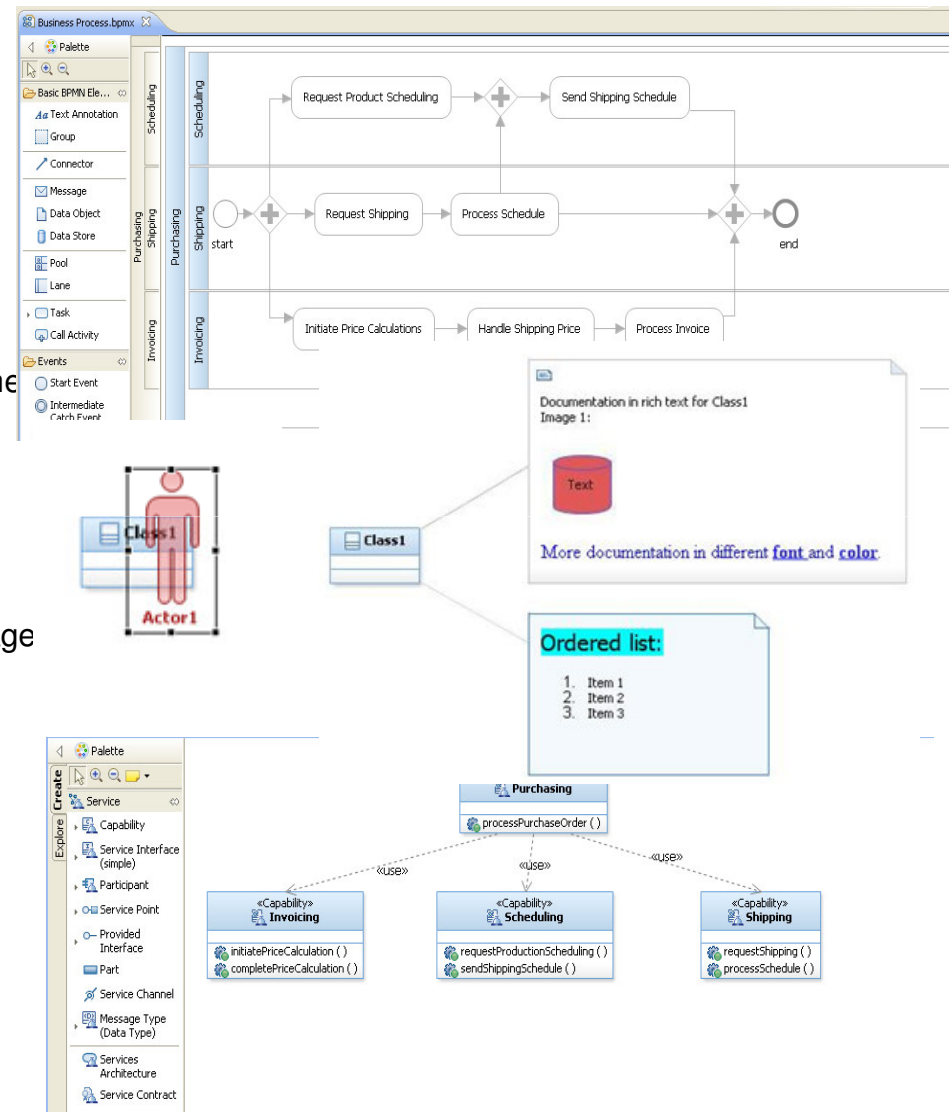 Business Process.bpmx
Palette
Basic BPMN Ele...
Aa Text Annotation
Group
Connector
Message
Data Object
Data Store
Pool
Lane
Task
Call Activity
Events
Start Event
Intermediate
Catch Event
Purchasing
Scheduling
Shipping
Invoicing
Purchasing
Scheduling
Shipping
Invoicing
Request Product Scheduling
Send Shipping Schedule
start
Request Shipping
Process Schedule
end
Initiate Price Calculations
Handle Shipping Price
Process Invoice
Class1
Actor1
Class1
Documentation in rich text for Class1
Image 1:
Text
More documentation in different font and color.
Ordered list:
1. Item 1
2. Item 2
3. Item 3
Palette
Create
Explore
Service
Capability
Service Interface
(simple)
Participant
Service Point
Provided
Interface
Part
Service Channel
Message Type
(Data Type)
Services
Architecture
Service Contract
Purchasing
processPurchaseOrder ( )
«use»
«use»
«use»
«Capability»
Invoicing
initiatePriceCalculation ( )
completePriceCalculation ( )
«Capability»
Scheduling
requestProductionScheduling ( )
sendShippingSchedule ( )
«Capability»
Shipping
requestShipping ( )
processSchedule ( )